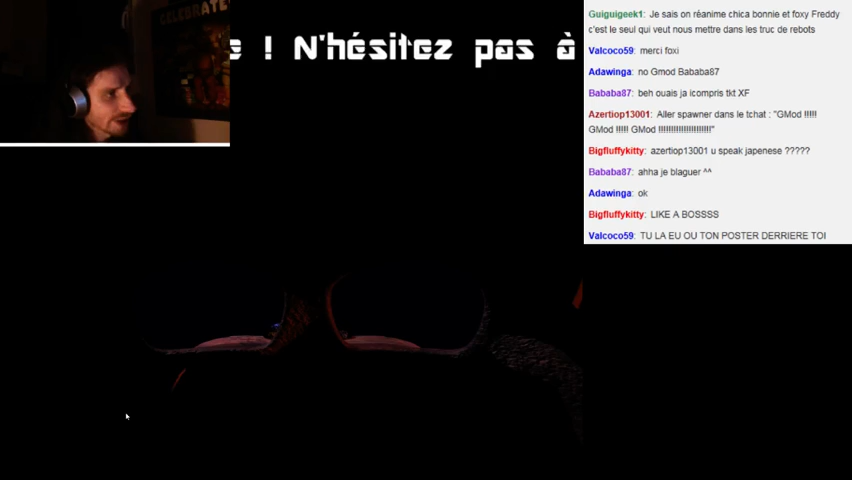 CELEBRATE!
e ! N'hésitez pas à
Guiguigeek1: Je sais on réanime chica bonnie et foxy Freddy
c'est le seul qui veut nous mettre dans les truc de rebots
Valcoco59: merci foxi
Adawinga: no Gmod Bababa87
Bababa87: beh ouais ja icompris tkt XF
Azertiop13001: Aller spawner dans le tchat : "GMod !!!!!
GMod !!!!! GMod !!!!!!!!!!!!!!!!!!!!!!"
Bigfluffykitty: azertiop13001 u speak japenese ?????
Bababa87: ahha je blaguer ^^
Adawinga: ok
Bigfluffykitty: LIKE A BOSSSS
Valcoco59: TU LA EU OU TON POSTER DERRIERE TOI